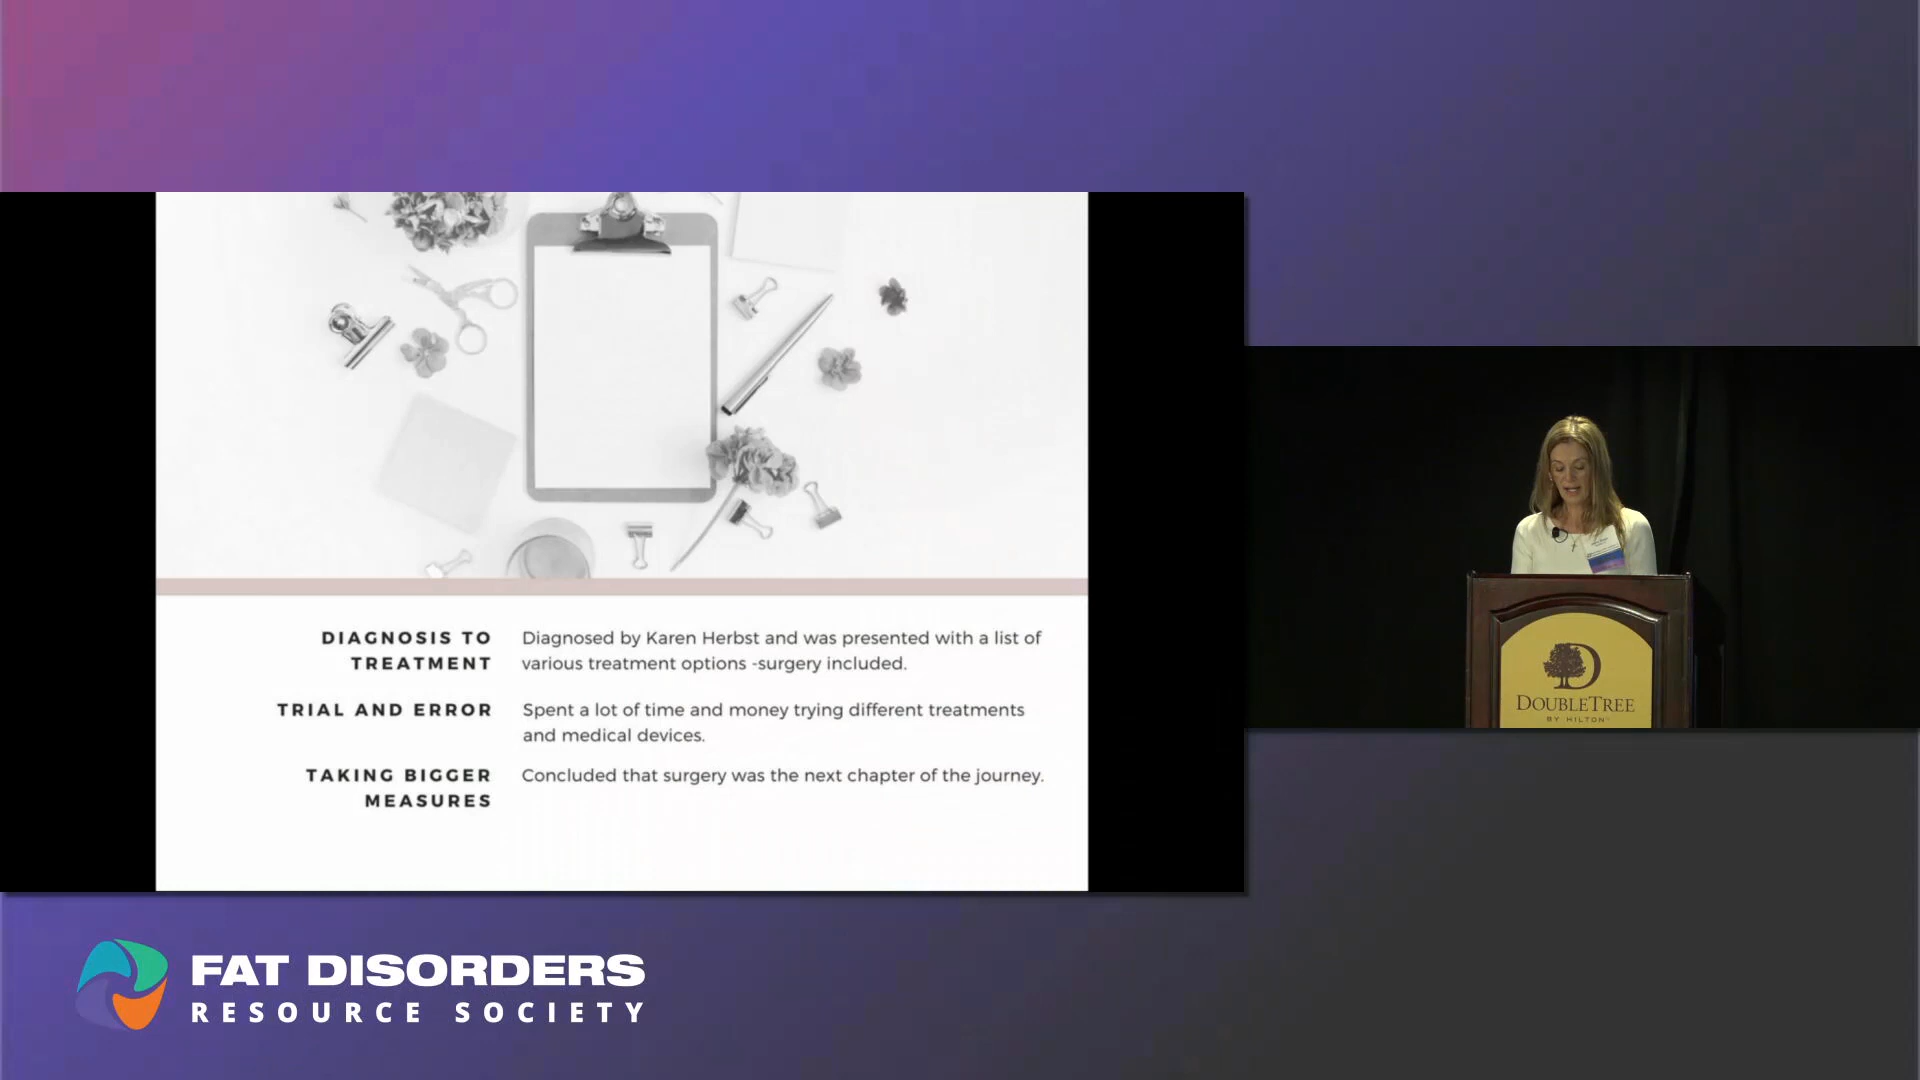 DIAGNOSIS TO
TREATMENT
Diagnosed by Karen Herbst and was presented with a list of
various treatment options -surgery included.
TRIAL AND ERROR
Spent a lot of time and money trying different treatments
and medical devices.
TAKING BIGGER
MEASURES
Concluded that surgery was the next chapter of the journey.
D
DOUBLETREE
BY HILTON™
FAT DISORDERS
RESOURCE SOCIETY